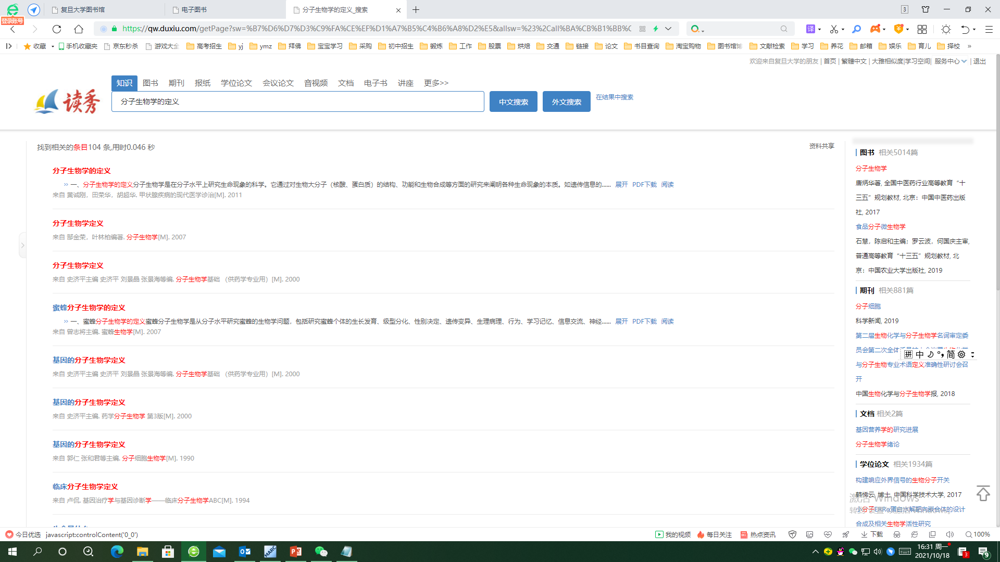 复旦大学图书馆
电子图书
分子生物学的定义_搜索
3
登录账号
https://qw.duxiu.com/getPage?sw=%B7%D6%D7%D3%C9%FA%CE%EF%D1%A7%B5%C4%B6%A8%D2%E5&allsw=%23%2Call%BA%CB%B1%BB%C
译
收藏 手机收藏夹 京东秒杀 游戏大全 高考招生 yj ymz 拜佛 宝宝学习 采购 初中招生 锻炼 工作 股票 烘焙 交通 链接 论文 书目查询 淘宝购物 图书馆博 文献检索 学习 养花 邮箱 娱乐 育儿 择校 »
欢迎来自复旦大学的朋友 | 首页 | 繁體中文 | 大雅相似度|学习空间| 服务中心 | 退出
知识 图书 期刊 报纸 学位论文 会议论文 音视频 文档 电子书 讲座 更多>>
读秀
分子生物学的定义
中文搜索
外文搜索
在结果中搜索
找到相关的条目104 条,用时0.046 秒
资料共享
分子生物学的定义
›› 一、分子生物学的定义分子生物学是在分子水平上研究生命现象的科学。它通过对生物大分子（核酸、蛋白质）的结构、功能和生物合成等方面的研究来阐明各种生命现象的本质。如遗传信息的...... 展开 PDF下载 阅读
来自 黄诚刚，田荣华，胡超华. 甲状腺疾病的现代医学诊治[M]. 2011
分子生物学定义
来自 郜金荣，叶林柏编著. 分子生物学[M]. 2007
分子生物学定义
来自 史济平主编 史济平 刘景晶 张景海等编. 分子生物学基础 （供药学专业用）[M]. 2000
蜜蜂分子生物学的定义
›› 一、蜜蜂分子生物学的定义蜜蜂分子生物学是从分子水平研究蜜蜂的生物学问题，包括研究蜜蜂个体的生长发育、级型分化、性别决定、遗传变异、生理病理、行为、学习记忆、信息交流、神经...... 展开 PDF下载 阅读
来自 曾志将主编. 蜜蜂生物学[M]. 2007
基因的分子生物学定义
来自 史济平主编 史济平 刘景晶 张景海等编. 分子生物学基础 （供药学专业用）[M]. 2000
基因的分子生物学定义
来自 史济平主编. 药学分子生物学 第3版[M]. 2000
基因的分子生物学定义
来自 郭仁 张和君等主编. 分子细胞生物学[M]. 1990
临床分子生物学定义
来自 卢侃. 基因治疗学与基因诊断学——临床分子生物学ABC[M]. 1994
图书 相关5014篇
分子生物学
唐炳华著, 全国中医药行业高等教育“十
三五”规划教材, 北京：中国中医药出版
社, 2017
食品分子微生物学
石慧，陈启和主编；罗云波，何国庆主审,
普通高等教育“十三五”规划教材, 北
京：中国农业大学出版社, 2019
期刊 相关881篇
分子细胞
科学新闻, 2019
第二届生物化学与分子生物学名词审定委
员会第二次全体
拼 中 简
与分子生物专业术语定义准确性研讨会召
开
中国生物化学与分子生物学报, 2018
文档 相关2篇
基因营养学的研究进展
分子生物学绪论
学位论文 相关1934篇
构建响应外界信号的生物分子开关
韩悌云, 博士, 中国科学技术大学, 2017
激活 Windows
小分子ERRα蛋白水解靶向嵌合体的设计
合成及相关生物学活性研究
今日优选 javascript:controlContent('0_0')
我的视频 每日关注 热点资讯 下载 100%
MARC
16:31 周一
2021/10/18
3
9